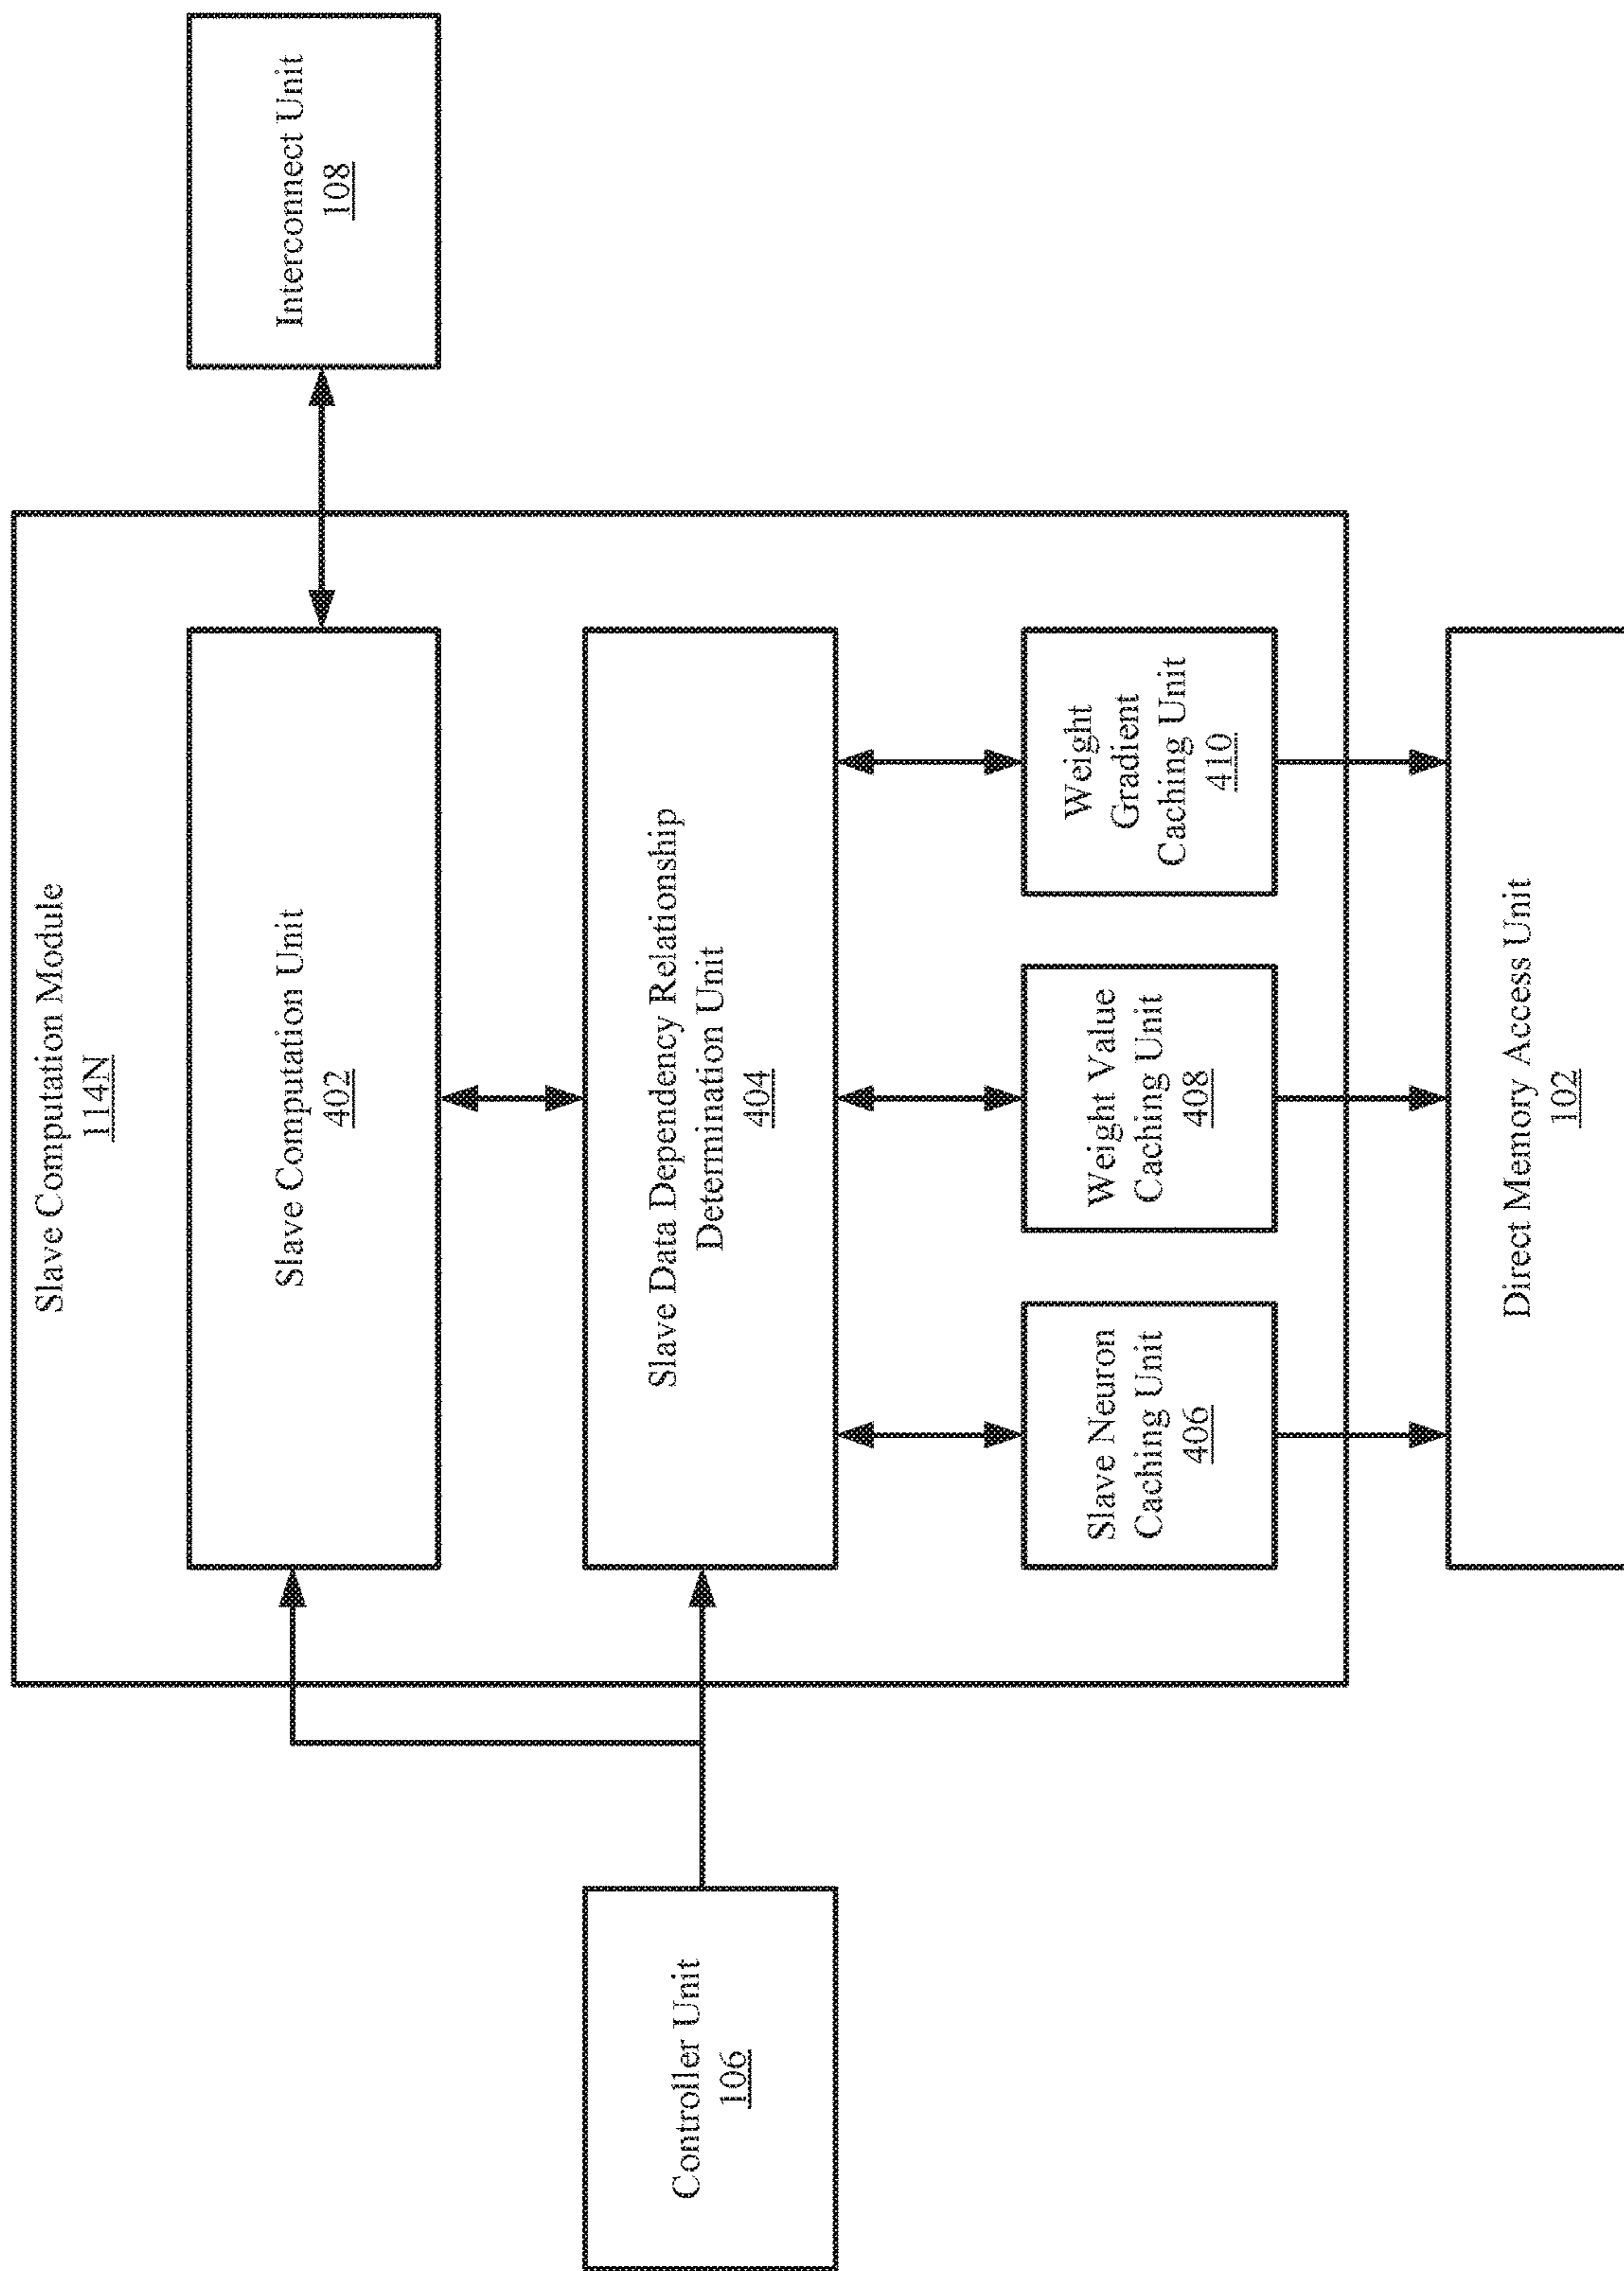 Slave Computation Module
114N
Slave Computation Unit
402
Interconnect Unit
108
Controller Unit
106
Slave Data Dependency Relationship
Determination Unit
404
Slave Neuron
Caching Unit
406
Weight Value
Caching Unit
408
Weight
Gradient
Caching Unit
410
Direct Memory Access Unit
102